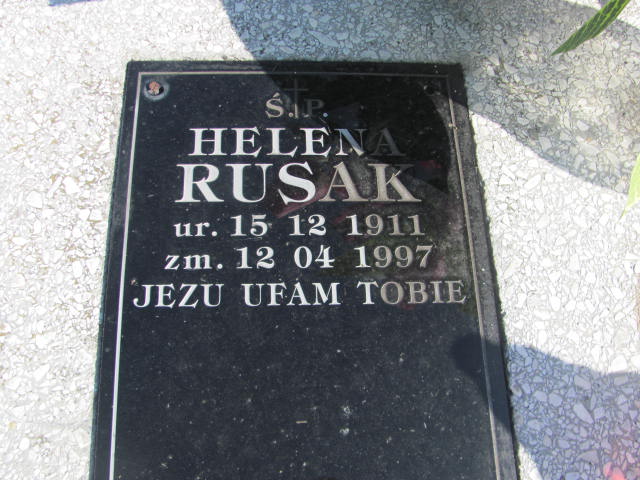 Ś.P.
HELENA
RUSAK
ur. 15 12 1911
zm. 12 04 1997
JEZU UFAM TOBIE